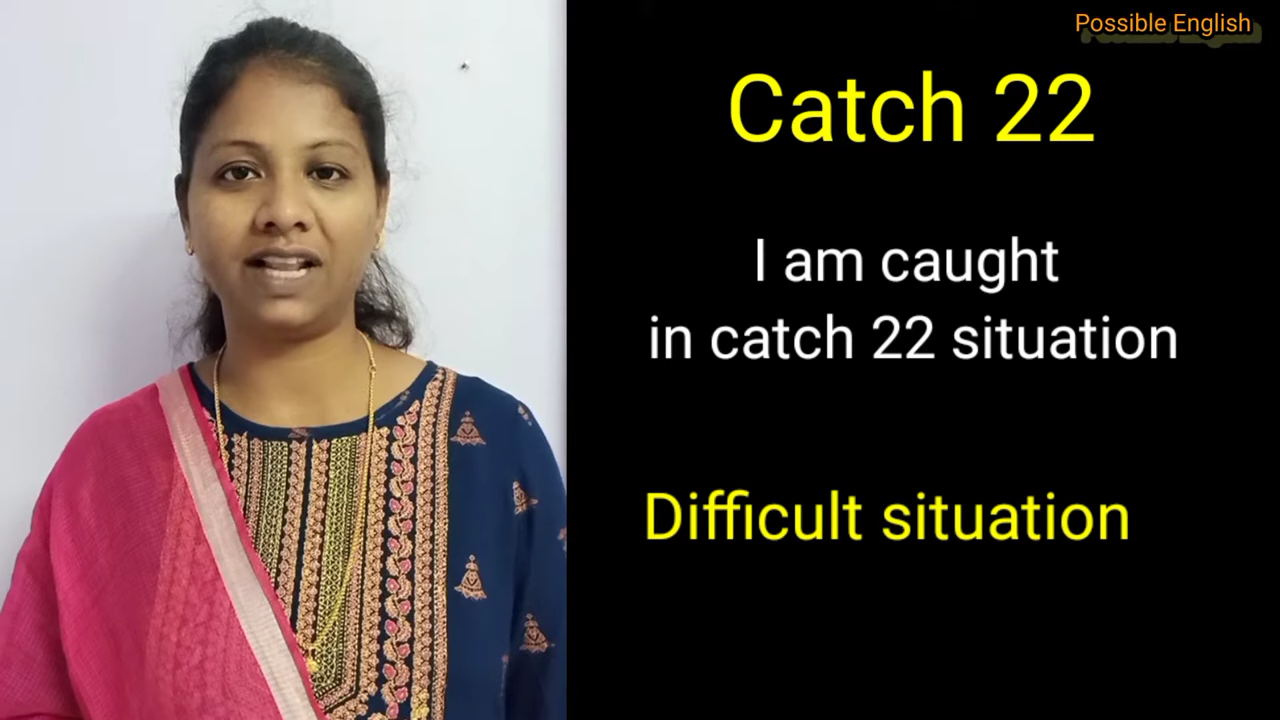 Possible English
Catch 22
I am caught
in catch 22 situation
Difficult situation